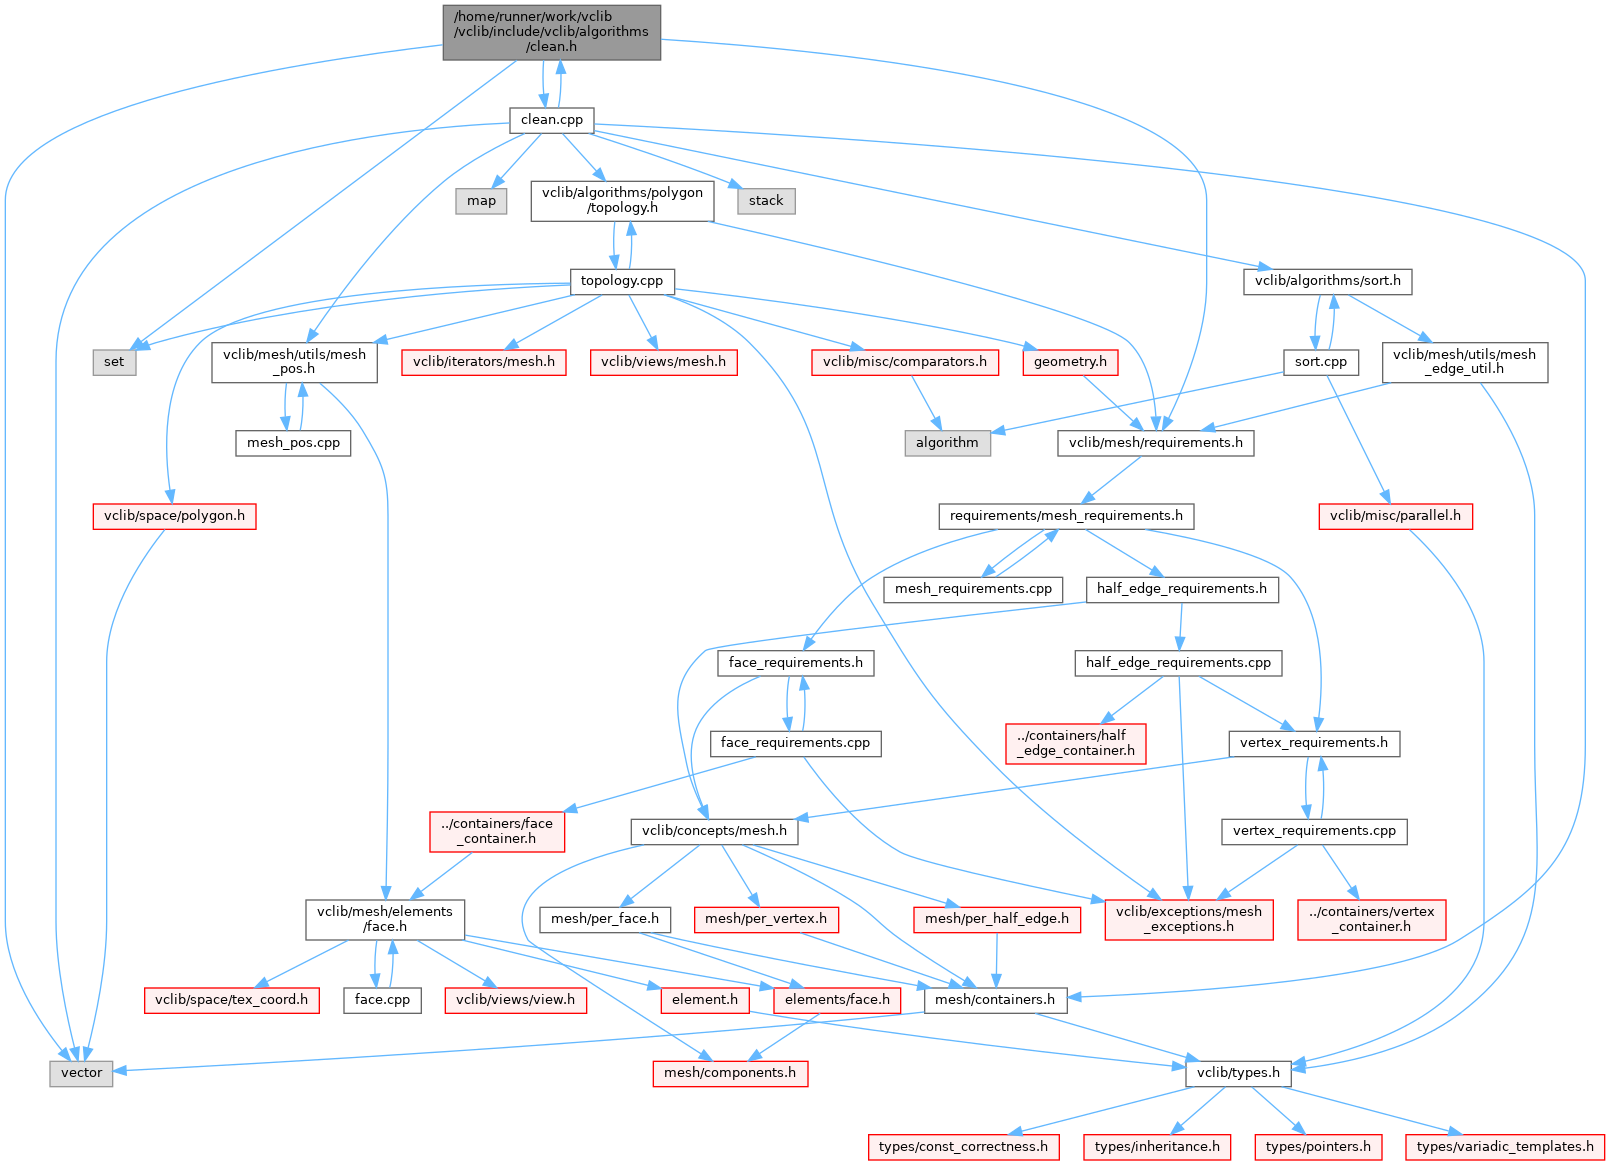 /home/runner/work/vclib
/vclib/include/vclib/algorithms
/clean.h
clean.cpp
map
vclib/algorithms/polygon
/topology.h
stack
topology.cpp
vclib/algorithms/sort.h
set
vclib/mesh/utils/mesh
_pos.h
vclib/iterators/mesh.h
vclib/views/mesh.h
vclib/misc/comparators.h
geometry.h
sort.cpp
vclib/mesh/utils/mesh
_edge_util.h
mesh_pos.cpp
algorithm
vclib/mesh/requirements.h
vclib/space/polygon.h
requirements/mesh_requirements.h
vclib/misc/parallel.h
mesh_requirements.cpp
half_edge_requirements.h
face_requirements.h
half_edge_requirements.cpp
face_requirements.cpp
../containers/half
_edge_container.h
vertex_requirements.h
../containers/face
_container.h
vclib/concepts/mesh.h
vertex_requirements.cpp
vclib/mesh/elements
/face.h
mesh/per_face.h
mesh/per_vertex.h
mesh/per_half_edge.h
vclib/exceptions/mesh
_exceptions.h
../containers/vertex
_container.h
vclib/space/tex_coord.h
face.cpp
vclib/views/view.h
element.h
elements/face.h
mesh/containers.h
vector
mesh/components.h
vclib/types.h
types/const_correctness.h
types/inheritance.h
types/pointers.h
types/variadic_templates.h